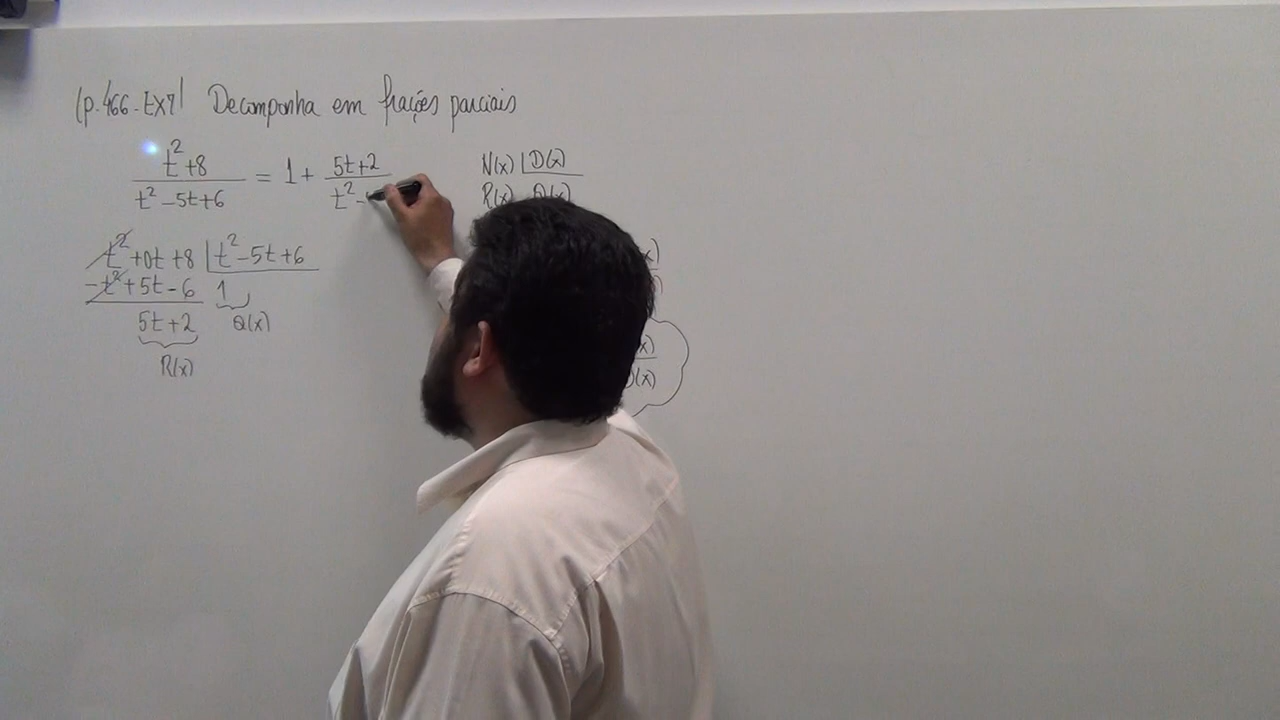 (p.466-EX7) Decomponha em frações parciais
t²+8 / t²-5t+6 = 1 + 5t+2 / t²-
N(x) | D(x)
R(x) Q(x)
t²+0t+8 | t²-5t+6
-t²+5t-6 1
5t+2 Q(x)
R(x)